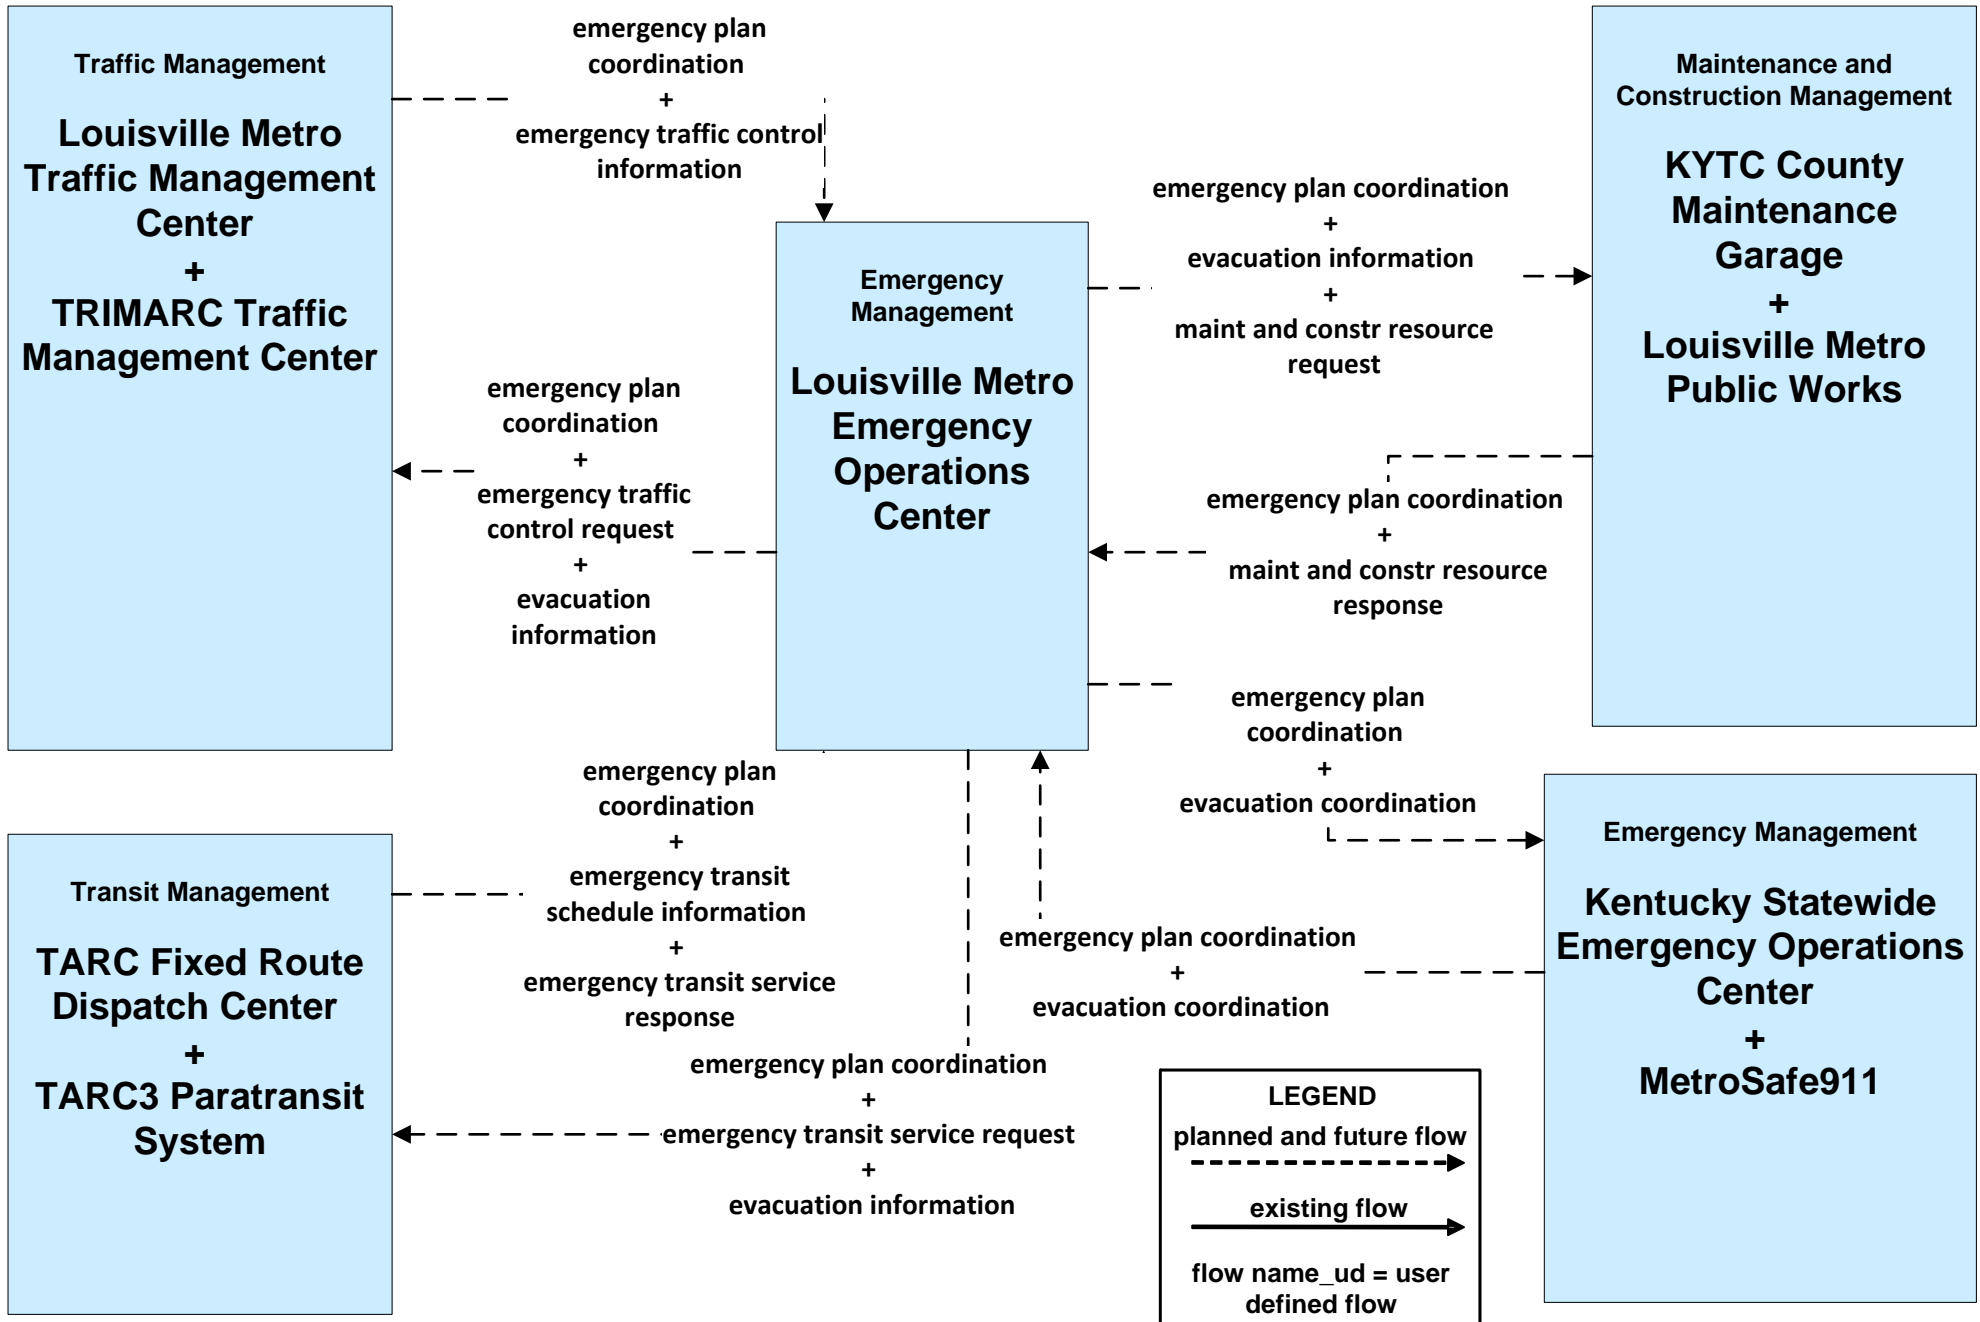 Traffic Management
Louisville Metro
Traffic Management
Center
+
TRIMARC Traffic
Management Center
emergency plan
coordination
+
emergency traffic control
information
emergency plan
coordination
+
emergency traffic
control request
+
evacuation
information
Emergency
Management
Louisville Metro
Emergency
Operations
Center
emergency plan coordination
+
evacuation information
+
maint and constr resource
request
Maintenance and
Construction Management
KYTC County
Maintenance
Garage
+
Louisville Metro
Public Works
emergency plan coordination
+
maint and constr resource
response
emergency plan
coordination
+
evacuation coordination
Transit Management
TARC Fixed Route
Dispatch Center
+
TARC3 Paratransit
System
emergency plan
coordination
+
emergency transit
schedule information
+
emergency transit service
response
emergency plan coordination
+
emergency transit service request
+
evacuation information
emergency plan coordination
+
evacuation coordination
Emergency Management
Kentucky Statewide
Emergency Operations
Center
+
MetroSafe911
LEGEND
planned and future flow
existing flow
flow name_ud = user
defined flow